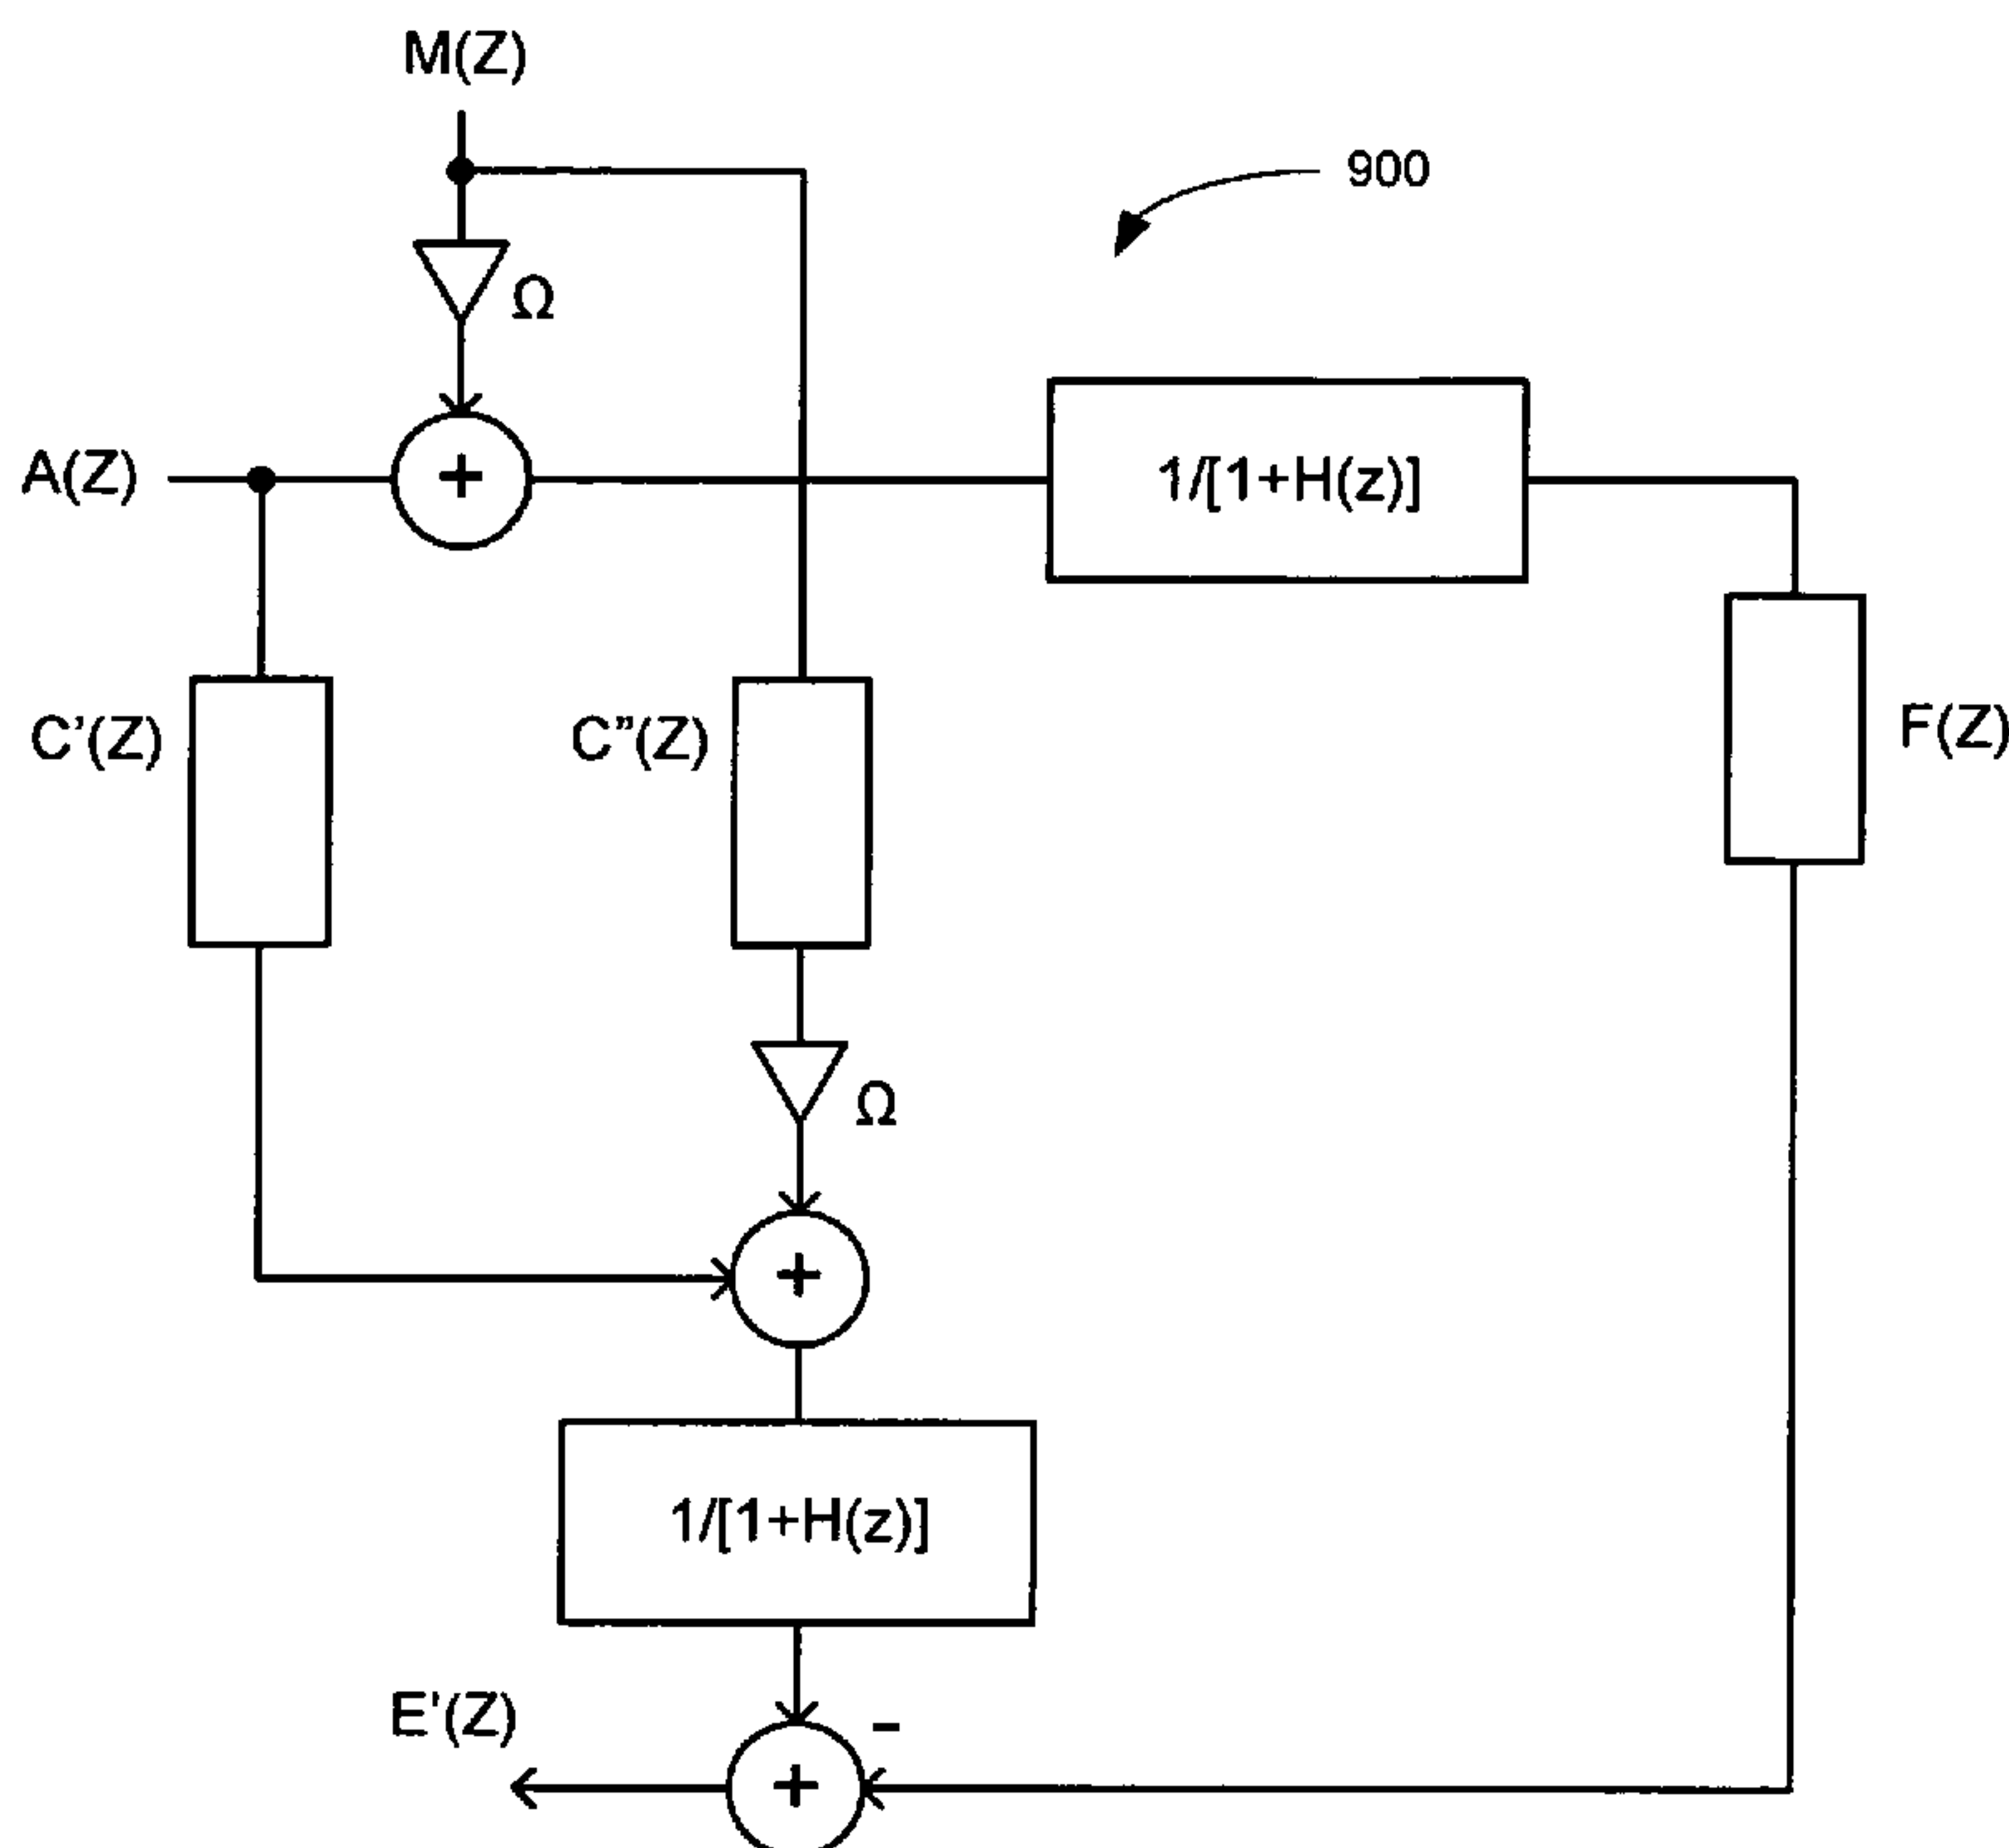 M(Z)
900
Ω
A(Z)
+
1/[1+H(z)]
C'(Z)
C”(Z)
F(Z)
Ω
+
1/[1+H(z)]
E'(Z)
-
+